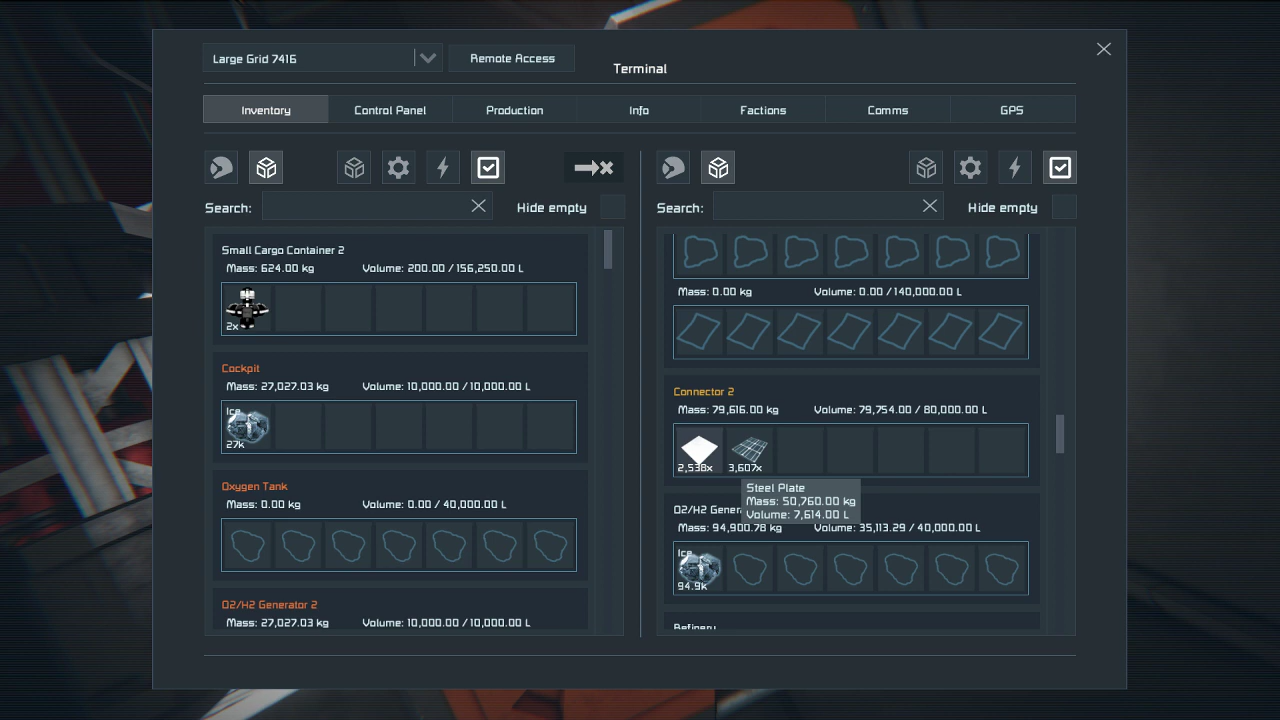 Large Grid 7416
Remote Access
Terminal
Inventory
Control Panel
Production
Info
Factions
Comms
GPS
Search:
Hide empty
Small Cargo Container 2
Mass: 624.00 kg Volume: 200.00 / 156,250.00 L
2x
Cockpit
Mass: 27,027.03 kg Volume: 10,000.00 / 10,000.00 L
Ice
27k
Oxygen Tank
Mass: 0.00 kg Volume: 0.00 / 40,000.00 L
O2/H2 Generator 2
Mass: 27,027.03 kg Volume: 10,000.00 / 10,000.00 L
Search:
Hide empty
Mass: 0.00 kg Volume: 0.00 / 140,000.00 L
Connector 2
Mass: 79,616.00 kg Volume: 79,754.00 / 80,000.00 L
2,538x 3,607x
Steel Plate
Mass: 50,760.00 kg
Volume: 7,614.00 L
O2/H2 Gener
Mass: 94,900.78 kg Volume: 35,113.29 / 40,000.00 L
Ice
94.9k
Refinery